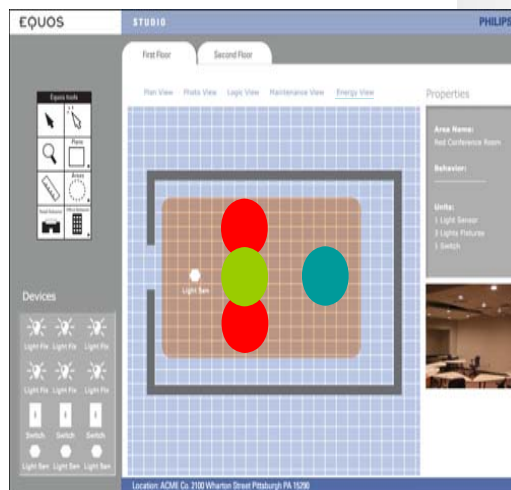 EQUOS
STUDIO
PHILIPS
First Floor
Second Floor
Plan View Photo View Logic View Maintenance View Energy View
Properties
Equos tools
Plans
Areas
Area Name:
Red Conference Room
Behavior:
Units:
1 Light Sensor
3 Lights Fixtures
1 Switch
Light Sen
Devices
Light Fix Light Fix Light Fix
Light Fix Light Fix Light Fix
Switch Switch Switch
Light Sen Light Sen Light Sen
Location: ACME Co. 2100 Wharton Street Pittsburgh PA 15290